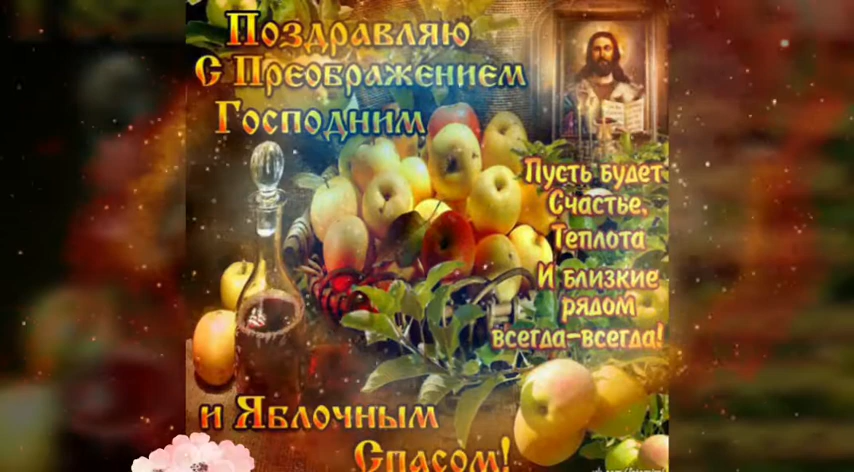 Поздравляю
с Преображением
Господним
Пусть будет
Счастье,
Теплота
И близкие
рядом
всегда-всегда!
и Яблочным
Спасом!